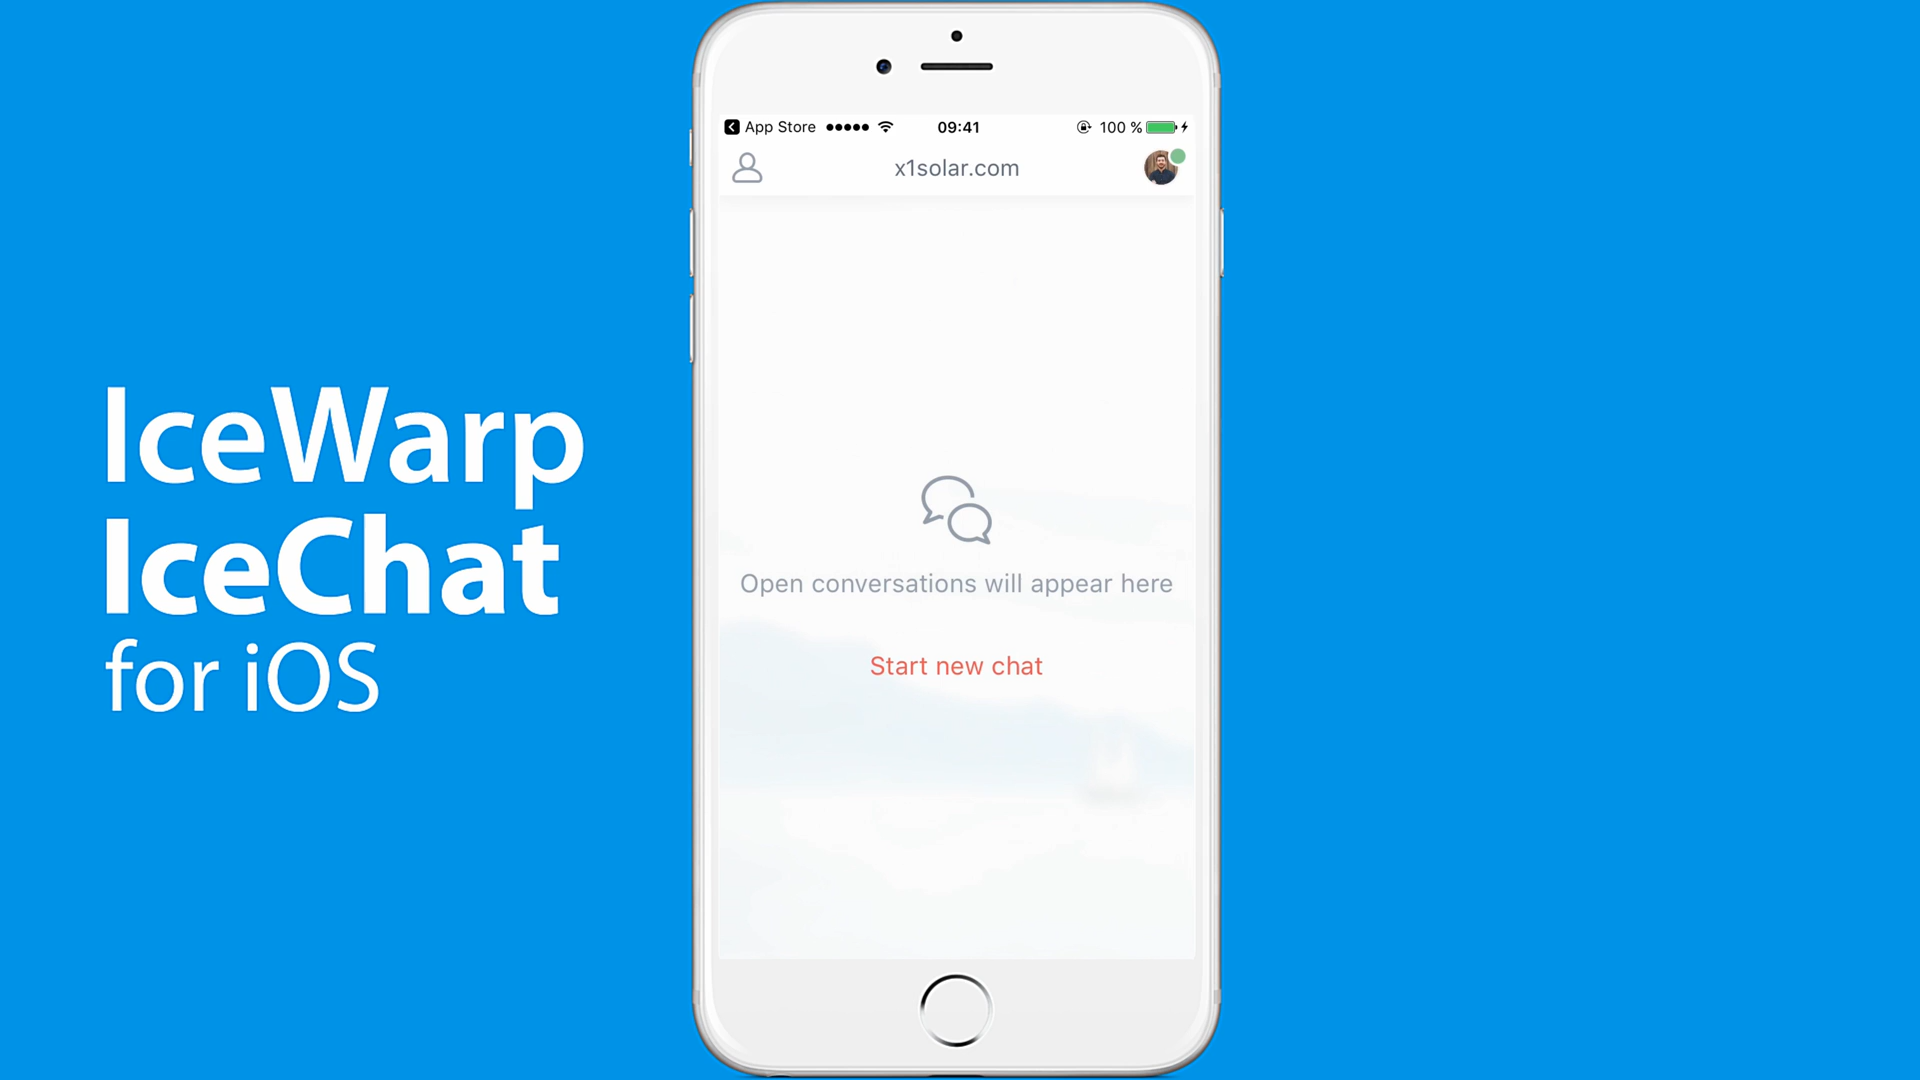 IceWarp
IceChat
for iOS
App Store
09:41
100 %
x1solar.com
Open conversations will appear here
Start new chat